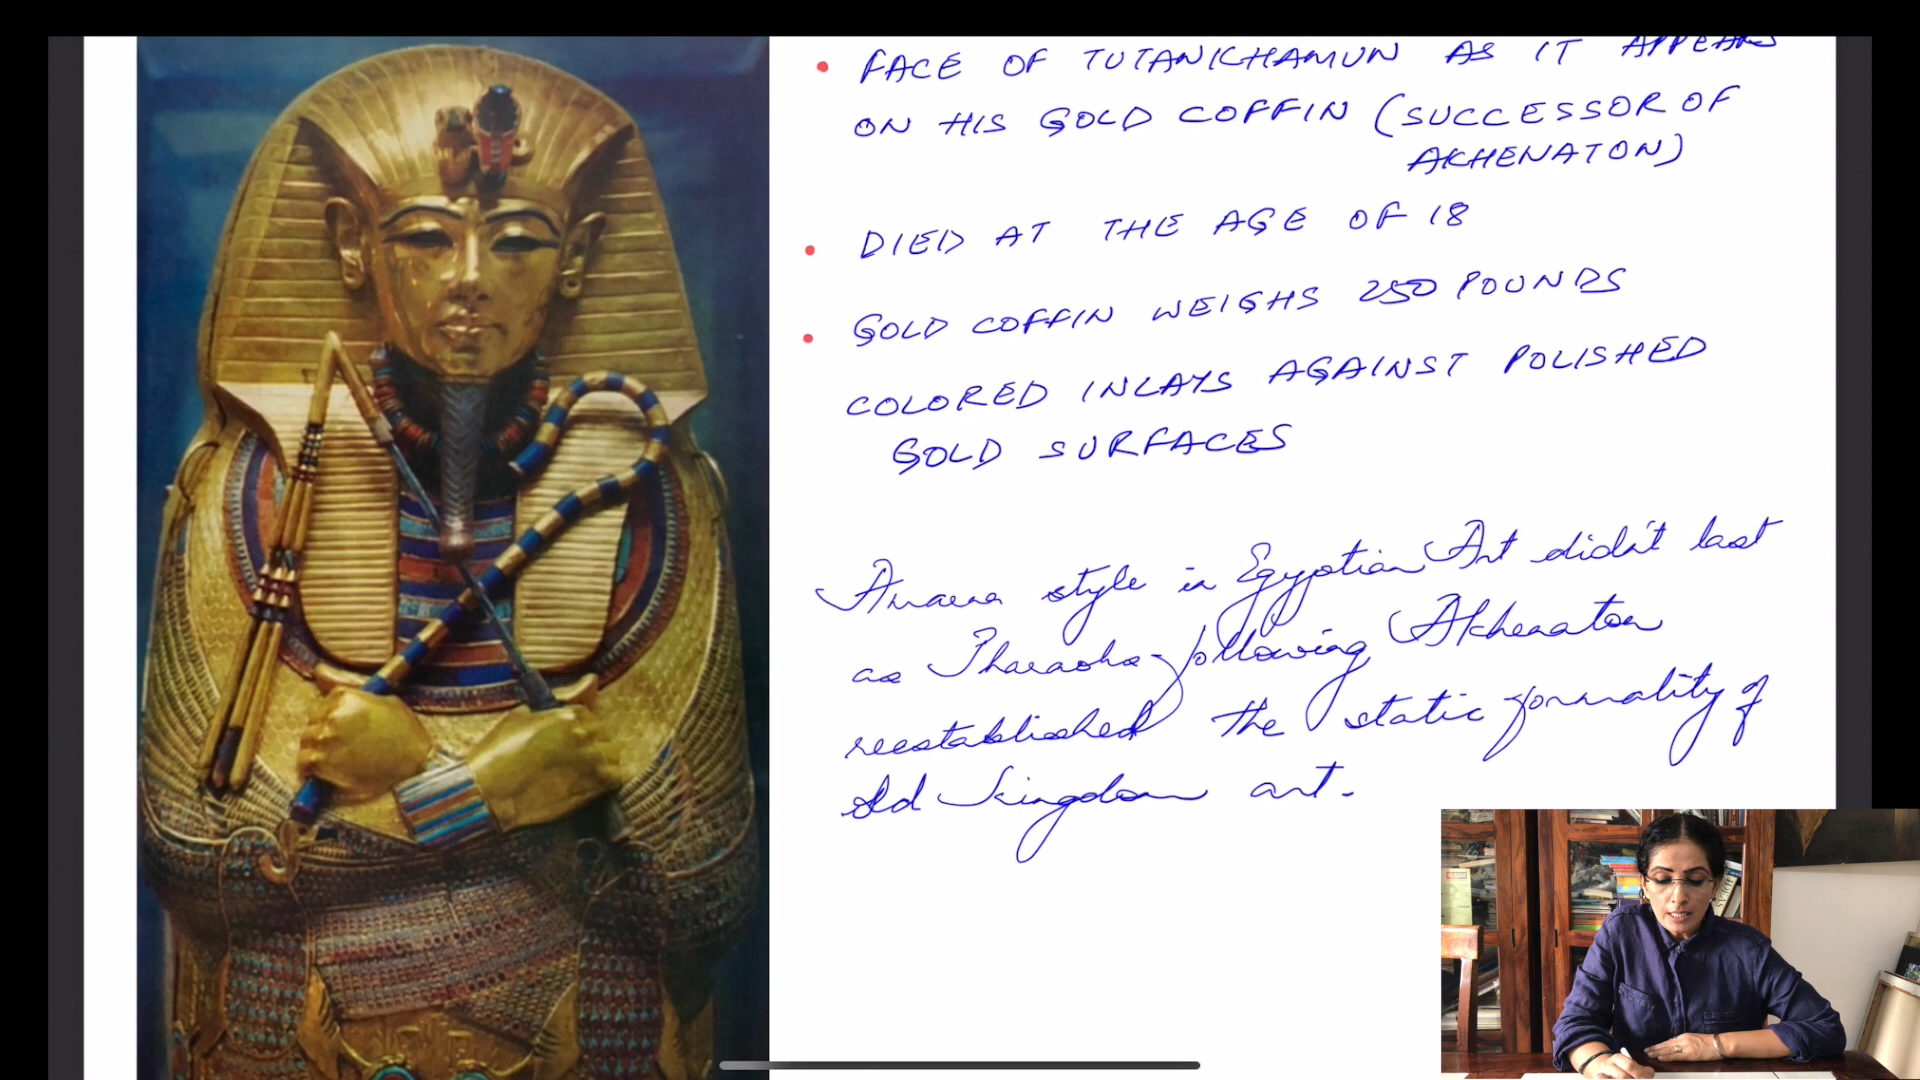 • FACE OF TUTANKHAMUN AS IT APPEARS
ON HIS GOLD COFFIN (SUCCESSOR OF
AKHENATON)
• DIED AT THE AGE OF 18
• GOLD COFFIN WEIGHS 250 POUNDS
COLORED INLAYS AGAINST POLISHED
GOLD SURFACES
Amarna style in Egyptian Art didn't last
as Pharaohs following Akhenaton
reestablished the static formality of
Old Kingdom art.